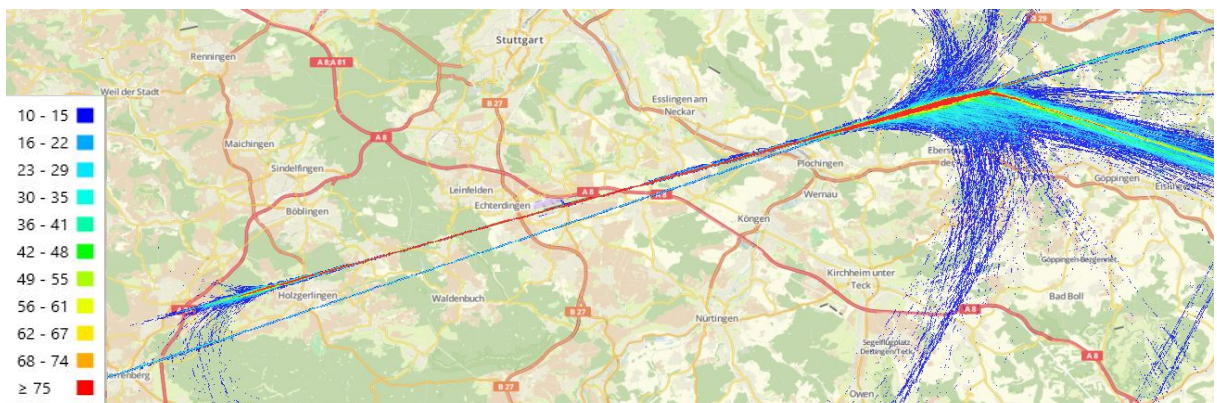 B 29
Stuttgart
Renningen
A 8;A 81
Weil der Stadt
Esslingen am
Neckar
B 27
10 - 15
16 - 22
23 - 29
30 - 35
36 - 41
42 - 48
49 - 55
56 - 61
62 - 67
68 - 74
≥ 75
A 8
Maichingen
Sindelfingen
Plochingen
Göppingen
Leinfelden
A 8
Echterdingen
Wernau
Böblingen
Köngen
Holzgerlingen
Waldenbuch
Kirchheim unter
Teck
Bad Boll
Nürtingen
B 27
A 8
Segelflugplatz
Dettingen/Teck
A 8
B 27
Owen